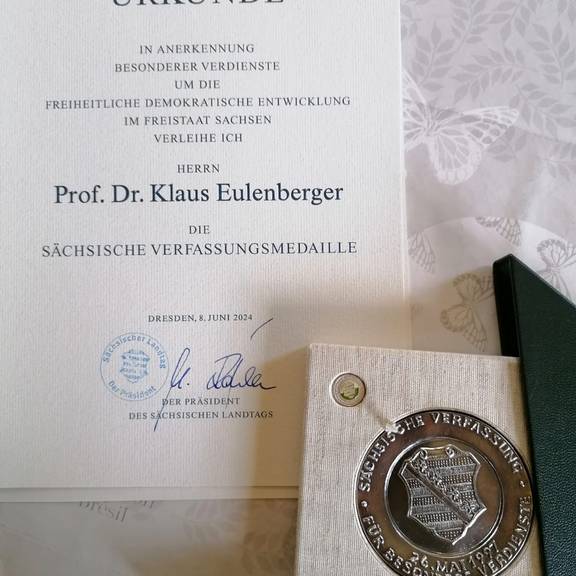 URKUNDE
IN ANERKENNUNG
BESONDERER VERDIENSTE
UM DIE
FREIHEITLICHE DEMOKRATISCHE ENTWICKLUNG
IM FREISTAAT SACHSEN
VERLEIHE ICH
HERRN
Prof. Dr. Klaus Eulenberger
DIE
SÄCHSISCHE VERFASSUNGSMEDAILLE
DRESDEN, 8. JUNI 2024
Sächsischer Landtag
Der Präsident
DER PRÄSIDENT
DES SÄCHSISCHEN LANDTAGS
SÄCHSISCHE VERFASSUNG
26. MAI 1992
FÜR BESONDERE VERDIENSTE
Brésil